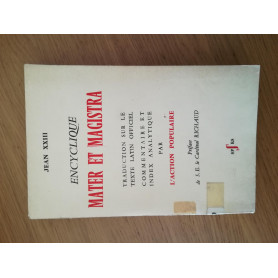 JEAN XXIII
ENCYCLIQUE
MATER ET MAGISTRA
TRADUCTION SUR LE
TEXTE LATIN OFFICIEL
COMMENTAIRE ET
INDEX ANALYTIQUE
PAR
L'ACTION POPULAIRE
Préface
de S. E. le Cardinal RICHAUD